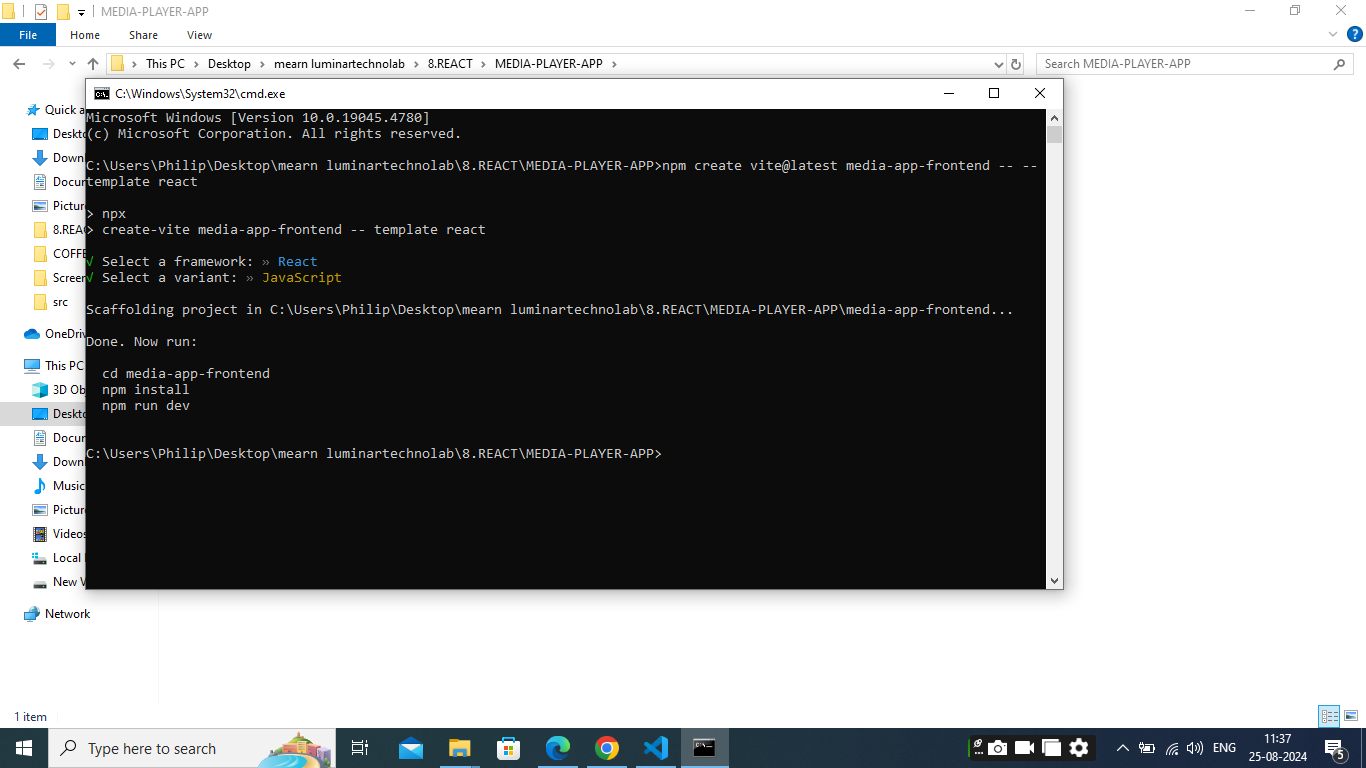 MEDIA-PLAYER-APP
File Home Share View
This PC Desktop mearn luminartechnolab 8.REACT MEDIA-PLAYER-APP
Search MEDIA-PLAYER-APP
C:\Windows\System32\cmd.exe
Microsoft Windows [Version 10.0.19045.4780]
(c) Microsoft Corporation. All rights reserved.
C:\Users\Philip\Desktop\mearn luminartechnolab\8.REACT\MEDIA-PLAYER-APP>npm create vite@latest media-app-frontend -- --
template react
> npx
> create-vite media-app-frontend -- template react
√ Select a framework: » React
√ Select a variant: » JavaScript
Scaffolding project in C:\Users\Philip\Desktop\mearn luminartechnolab\8.REACT\MEDIA-PLAYER-APP\media-app-frontend...
Done. Now run:
cd media-app-frontend
npm install
npm run dev
C:\Users\Philip\Desktop\mearn luminartechnolab\8.REACT\MEDIA-PLAYER-APP>
Quick a
Deskt
Down
Docur
Pictur
8.REA
COFFE
Screer
src
OneDriv
This PC
3D Ob
Deskto
Docur
Down
Music
Pictur
Videos
Local
New V
Network
1 item
Type here to search
ENG
11:37
25-08-2024
5